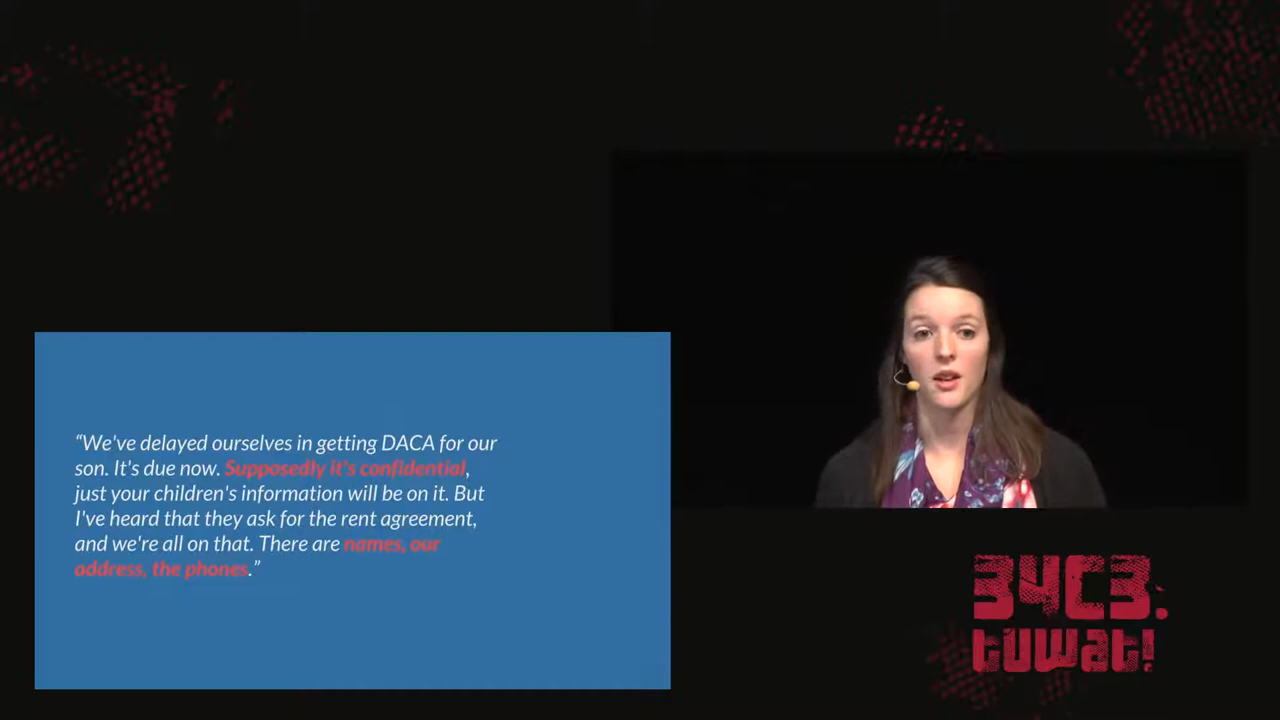 “We've delayed ourselves in getting DACA for our
son. It's due now. Supposedly it's confidential,
just your children's information will be on it. But
I've heard that they ask for the rent agreement,
and we're all on that. There are names, our
address, the phones.”
34C3.
tuwat!